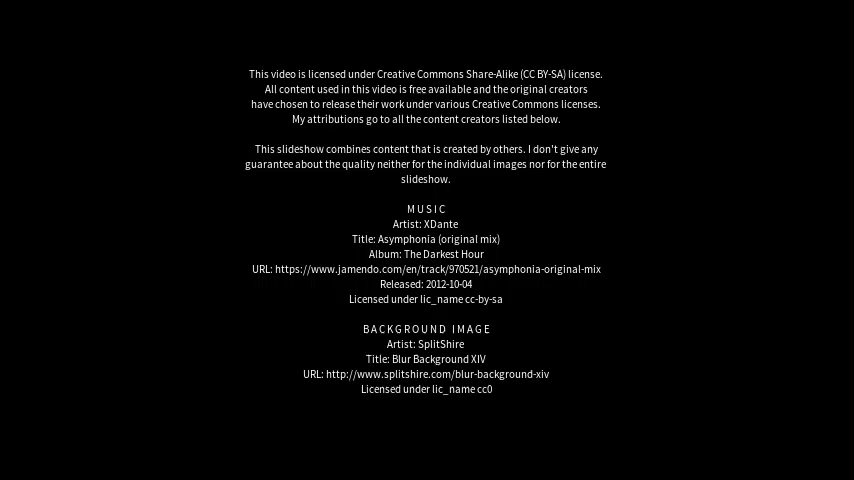 This video is licensed under Creative Commons Share-Alike (CC BY-SA) license.
All content used in this video is free available and the original creators
have chosen to release their work under various Creative Commons licenses.
My attributions go to all the content creators listed below.
This slideshow combines content that is created by others. I don't give any
guarantee about the quality neither for the individual images nor for the entire
slideshow.
MUSIC
Artist: XDante
Title: Asymphonia (original mix)
Album: The Darkest Hour
URL: https://www.jamendo.com/en/track/970521/asymphonia-original-mix
Released: 2012-10-04
Licensed under lic_name cc-by-sa
BACKGROUND IMAGE
Artist: SplitShire
Title: Blur Background XIV
URL: http://www.splitshire.com/blur-background-xiv
Licensed under lic_name cc0